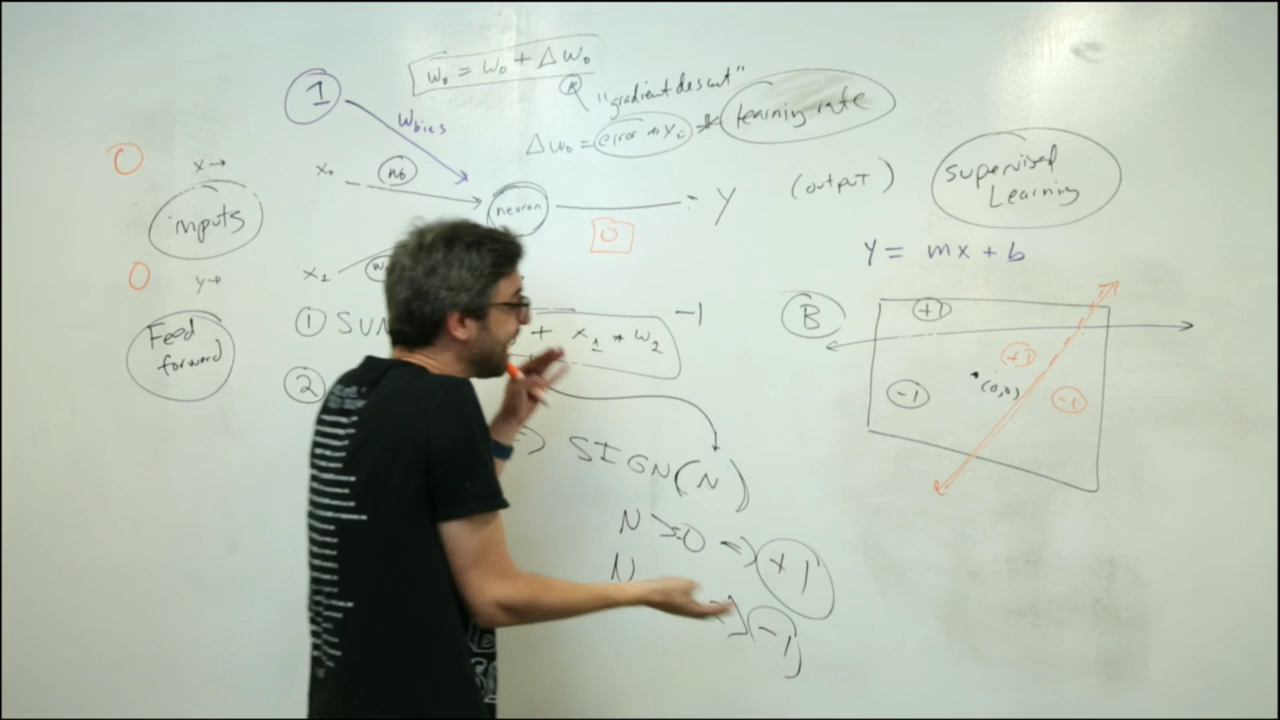 w₀ = w₀ + Δw₀
"gradient descent"
Δw₀ = error * x₀ * learning rate
1
Wbias
0
x→
x₀
inputs
neuron
Y
(output)
Supervised
Learning
0
Y = mx + b
0
y→
x₁
Feed
forward
① SUM
+ x₁ * w₂
-1
②
SIGN(N)
N ≥ 0 => +1
N
-1
B
+1
+1
-1
(0,0)
-1